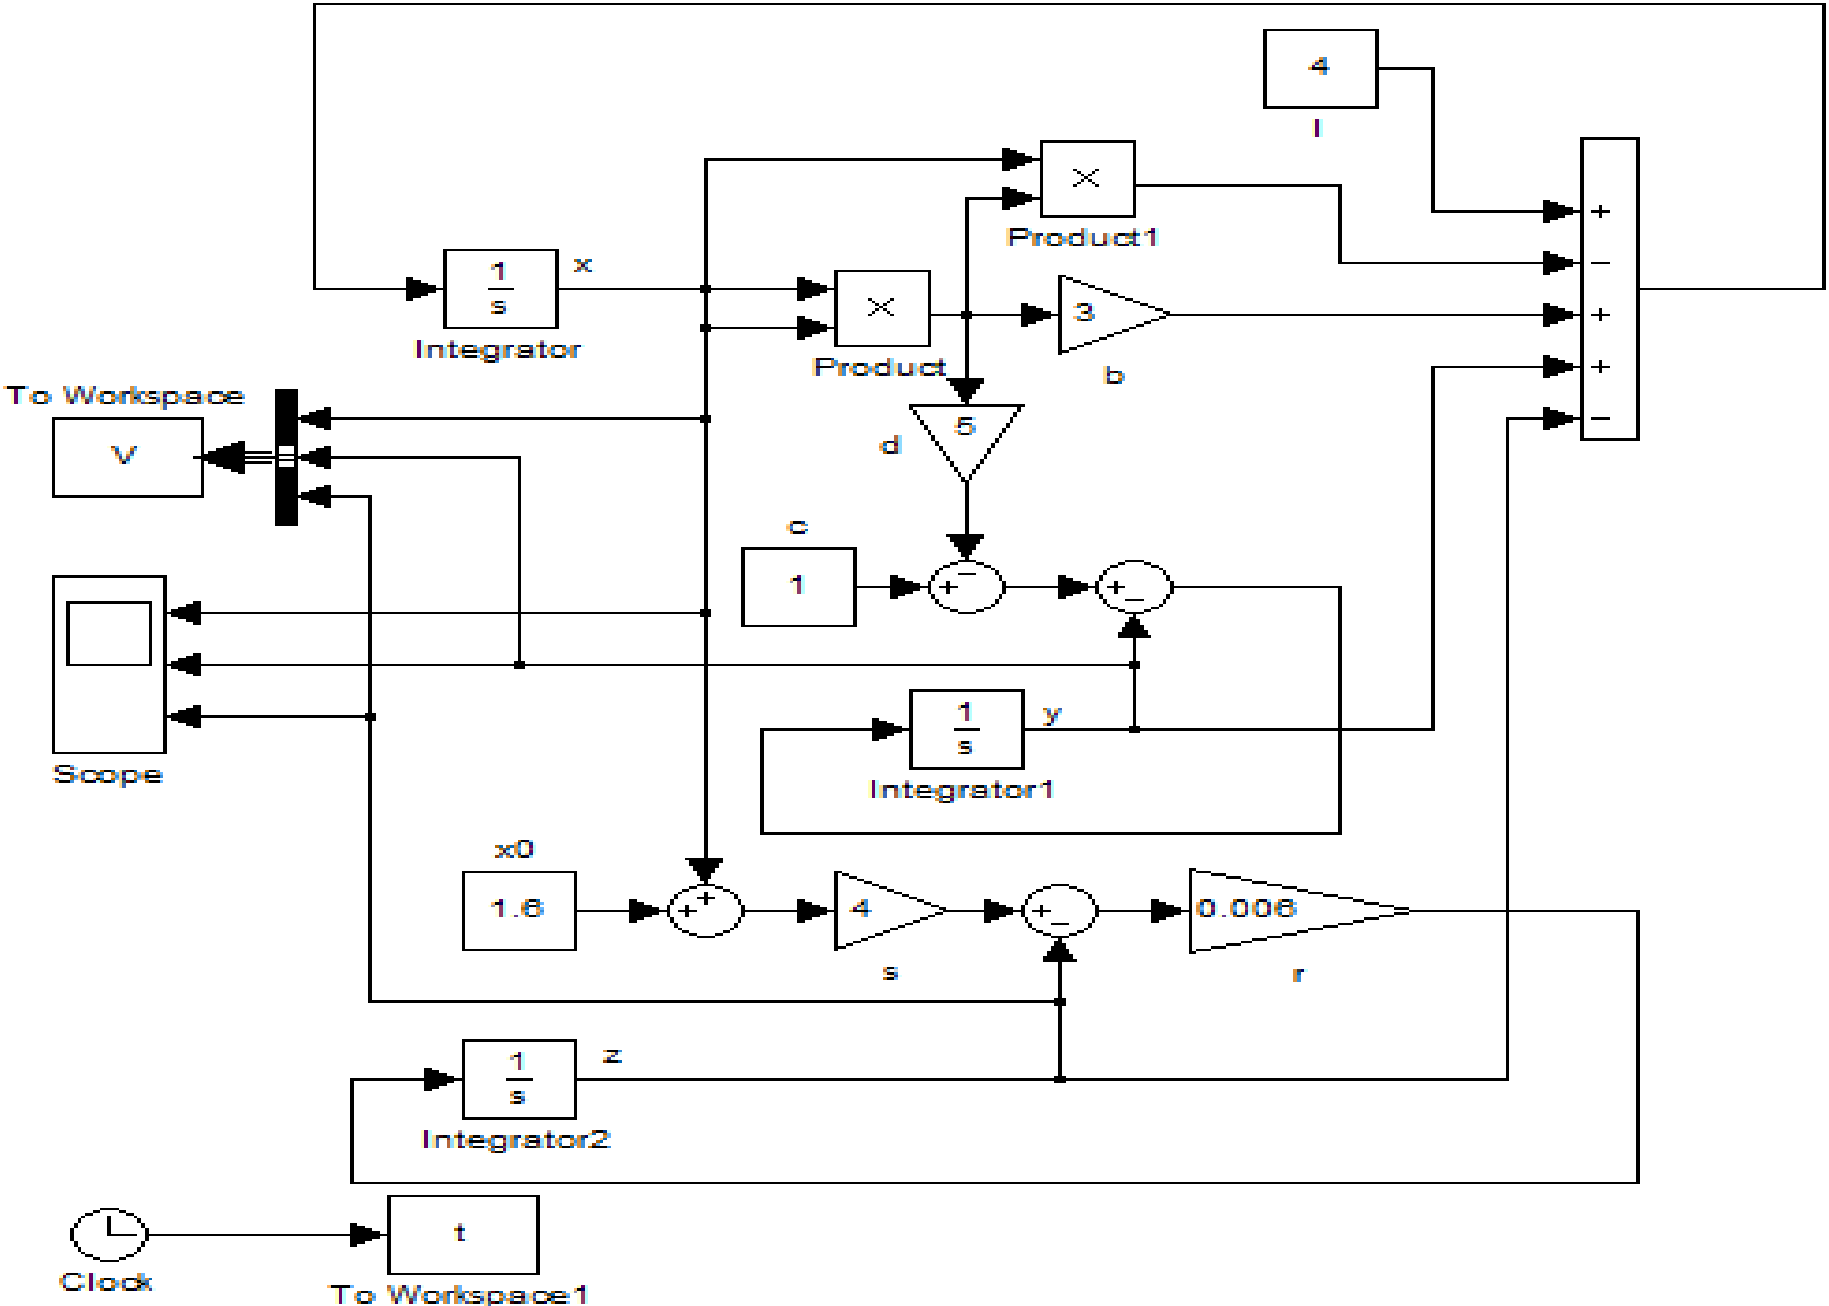 4
I
+
×
−
Product1
1
s
x
Integrator
×
Product
3
b
+
+
−
To Workspace
V
5
d
c
1
+
−
+
−
Scope
1
s
y
Integrator1
x0
1.6
+
+
4
s
+
−
0.006
r
1
s
z
Integrator2
Clock
t
To Workspace1